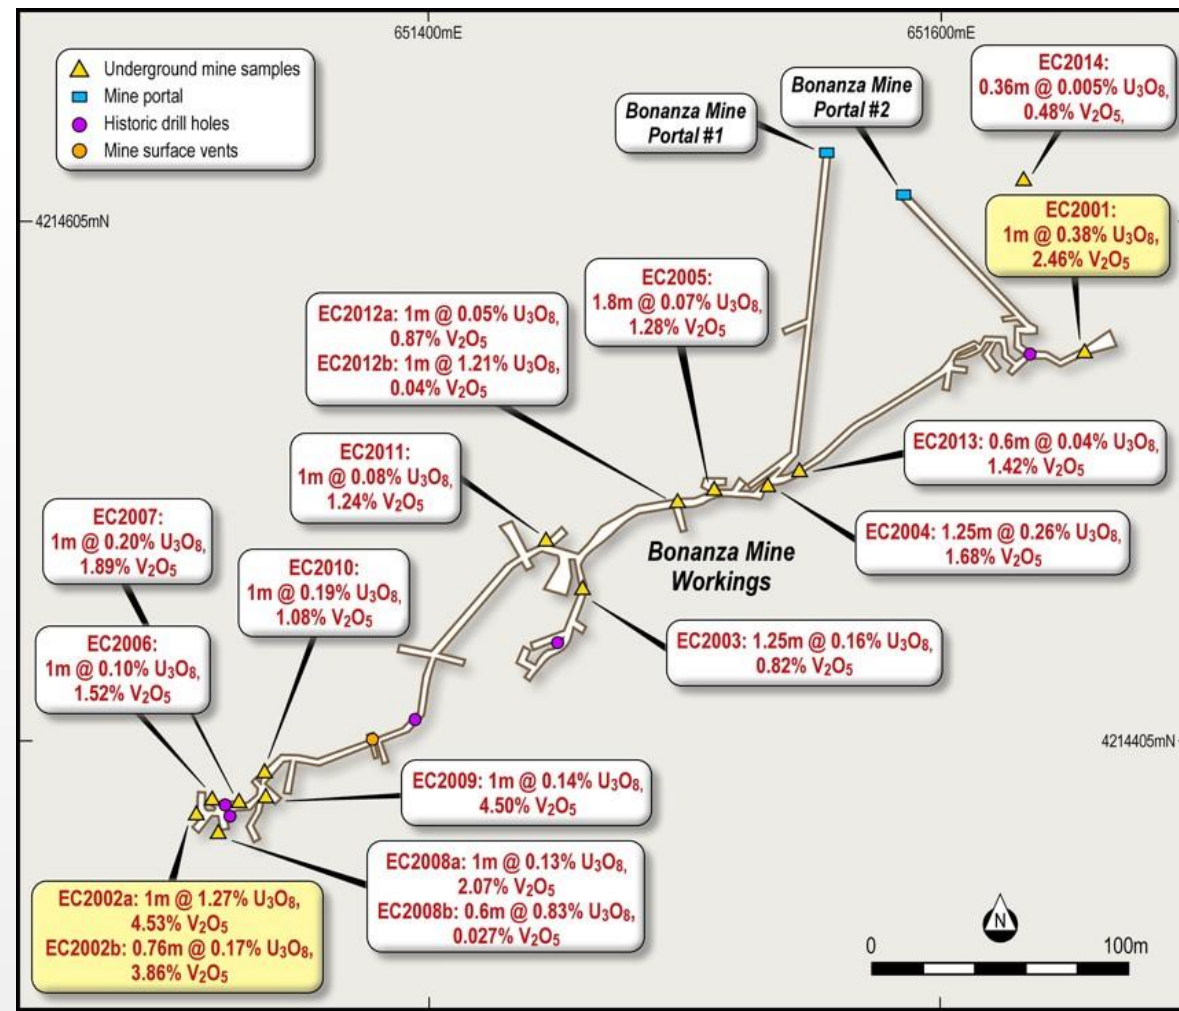 651400mE
651600mE
Underground mine samples
Mine portal
Historic drill holes
Mine surface vents
Bonanza Mine
Portal #1
Bonanza Mine
Portal #2
EC2014:
0.36m @ 0.005% U₃O₈,
0.48% V₂O₅,
4214605mN
EC2001:
1m @ 0.38% U₃O₈,
2.46% V₂O₅
EC2005:
1.8m @ 0.07% U₃O₈,
1.28% V₂O₅
EC2012a: 1m @ 0.05% U₃O₈,
0.87% V₂O₅
EC2012b: 1m @ 1.21% U₃O₈,
0.04% V₂O₅
EC2011:
1m @ 0.08% U₃O₈,
1.24% V₂O₅
EC2013: 0.6m @ 0.04% U₃O₈,
1.42% V₂O₅
EC2004: 1.25m @ 0.26% U₃O₈,
1.68% V₂O₅
Bonanza Mine
Workings
EC2007:
1m @ 0.20% U₃O₈,
1.89% V₂O₅
EC2010:
1m @ 0.19% U₃O₈,
1.08% V₂O₅
EC2006:
1m @ 0.10% U₃O₈,
1.52% V₂O₅
EC2003: 1.25m @ 0.16% U₃O₈,
0.82% V₂O₅
4214405mN
EC2009: 1m @ 0.14% U₃O₈,
4.50% V₂O₅
EC2008a: 1m @ 0.13% U₃O₈,
2.07% V₂O₅
EC2008b: 0.6m @ 0.83% U₃O₈,
0.027% V₂O₅
EC2002a: 1m @ 1.27% U₃O₈,
4.53% V₂O₅
EC2002b: 0.76m @ 0.17% U₃O₈,
3.86% V₂O₅
N
0 100m